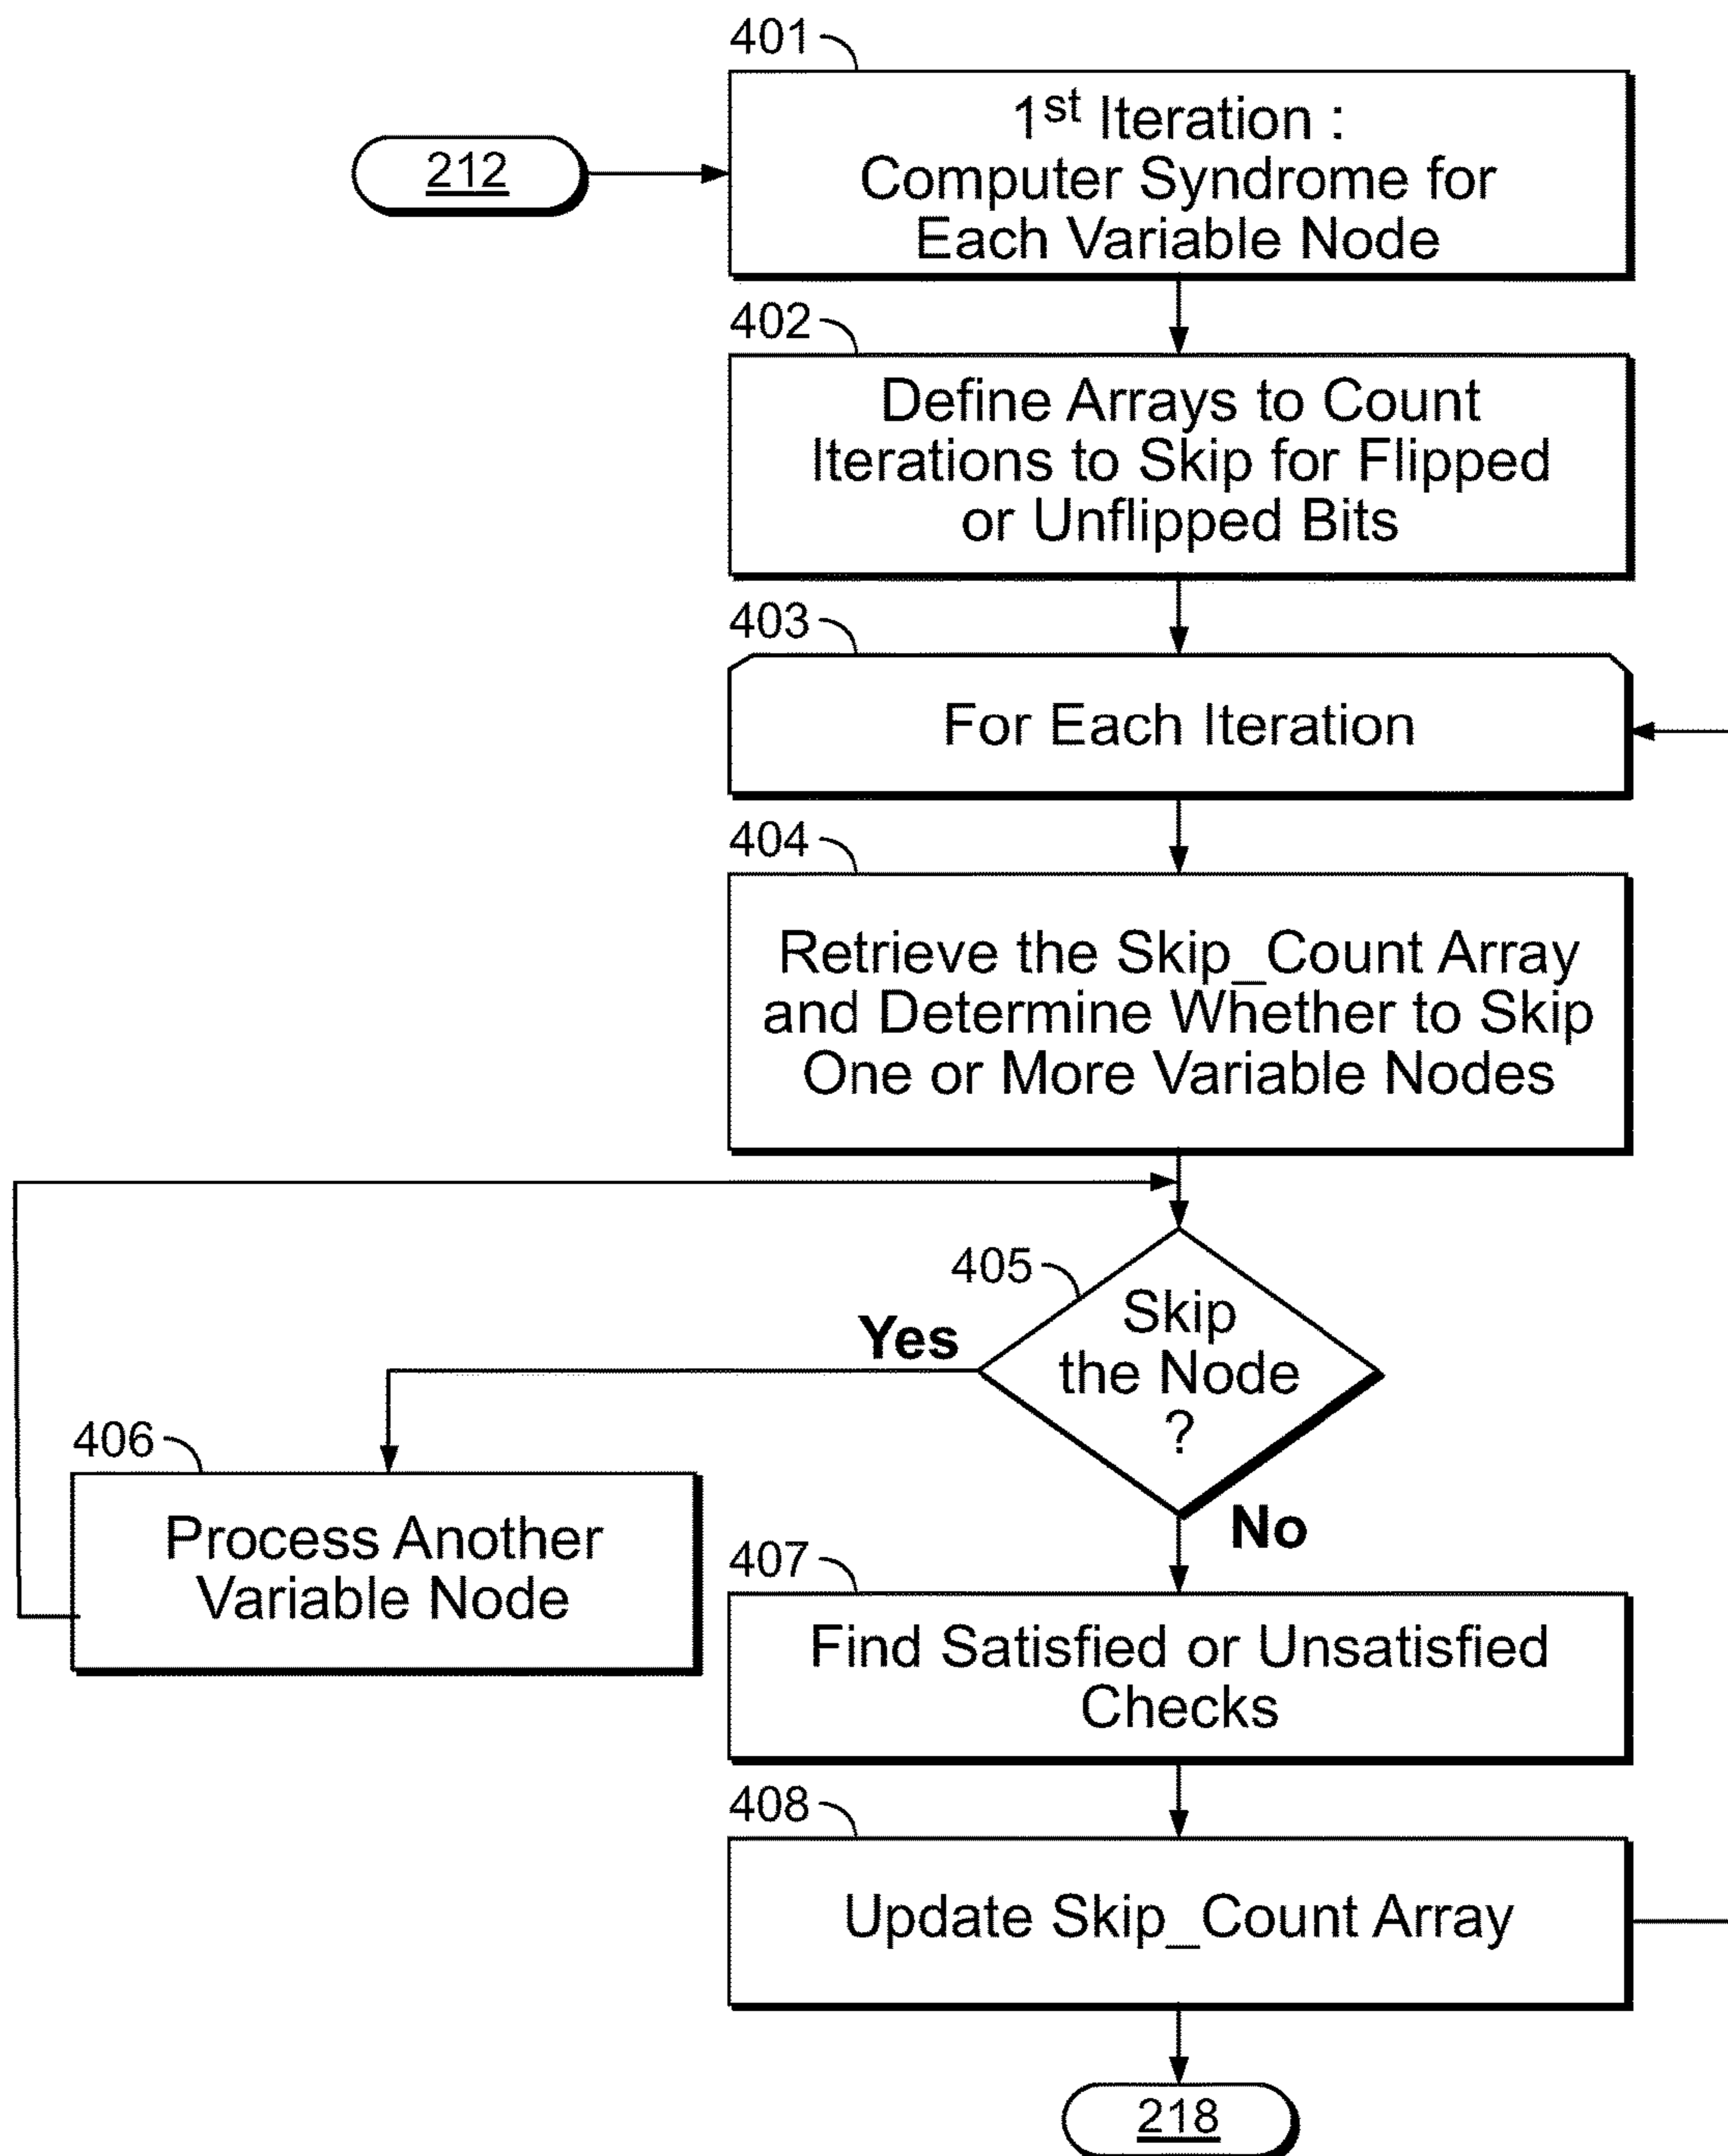 401
1st Iteration :
Computer Syndrome for
Each Variable Node
212
402
Define Arrays to Count
Iterations to Skip for Flipped
or Unflipped Bits
403
For Each Iteration
404
Retrieve the Skip_Count Array
and Determine Whether to Skip
One or More Variable Nodes
405
Skip
the Node
?
Yes
No
406
Process Another
Variable Node
407
Find Satisfied or Unsatisfied
Checks
408
Update Skip_Count Array
218